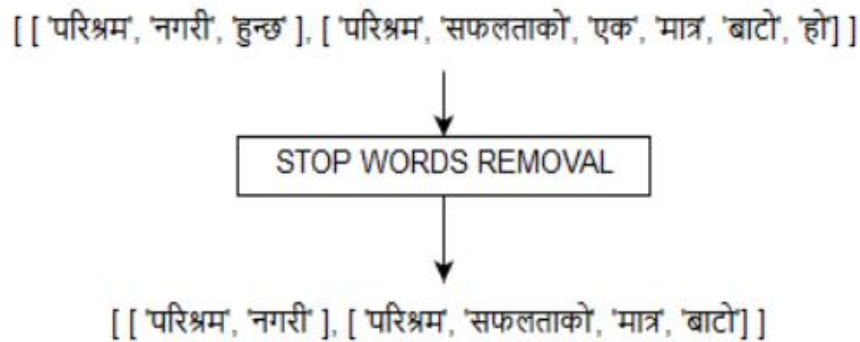 [ [ 'परिश्रम', 'नगरी', 'हुन्छ' ], [ 'परिश्रम', 'सफलताको', 'एक', 'मात्र', 'बाटो', 'हो'] ]
STOP WORDS REMOVAL
[ [ 'परिश्रम', 'नगरी' ], [ 'परिश्रम', 'सफलताको', 'मात्र', 'बाटो'] ]